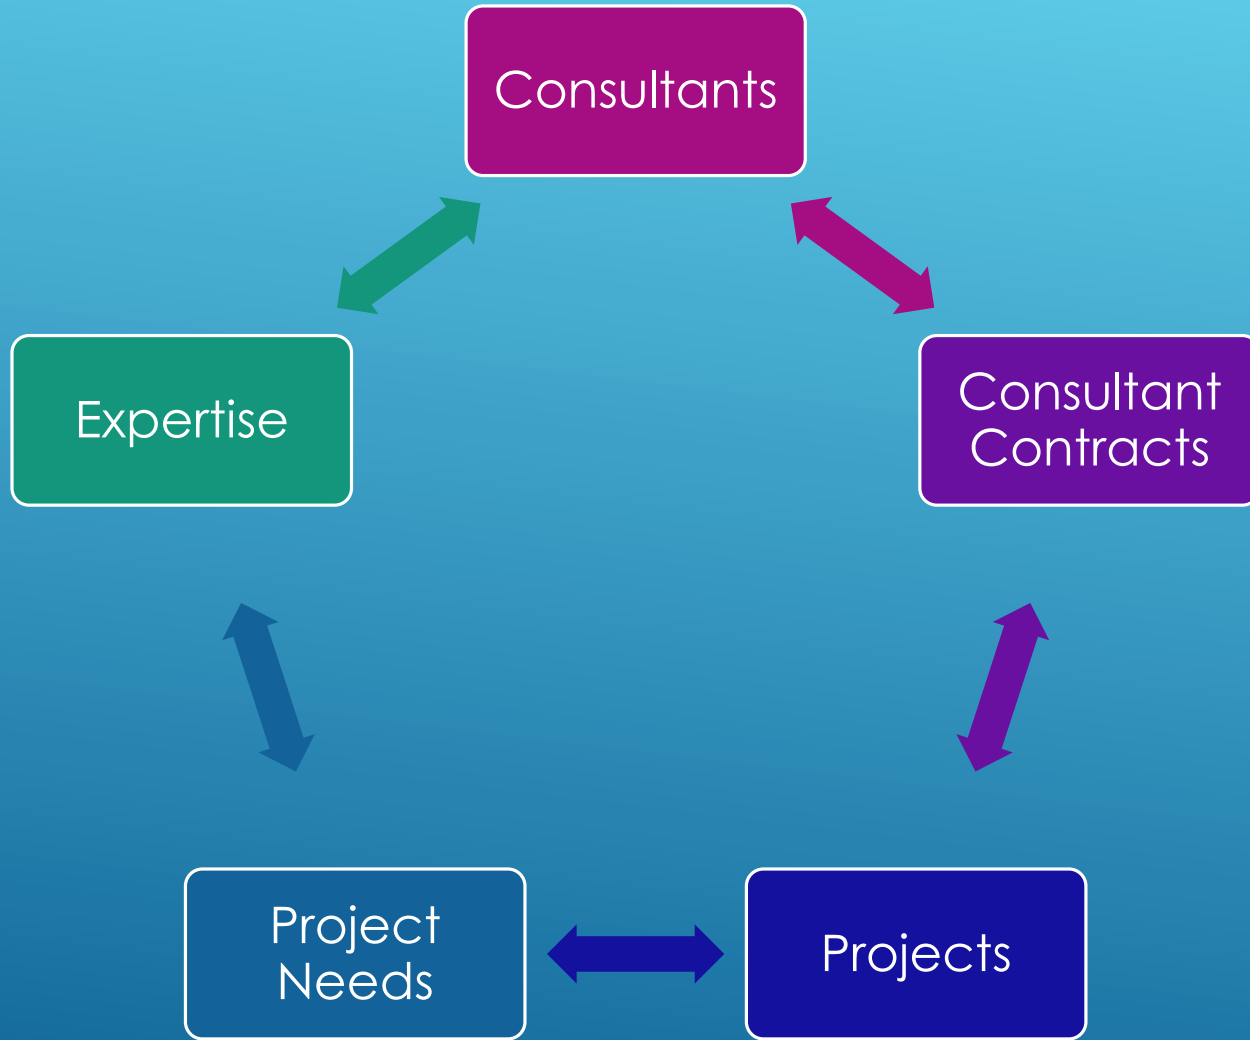 Consultants
Expertise
Consultant
Contracts
Project
Needs
Projects